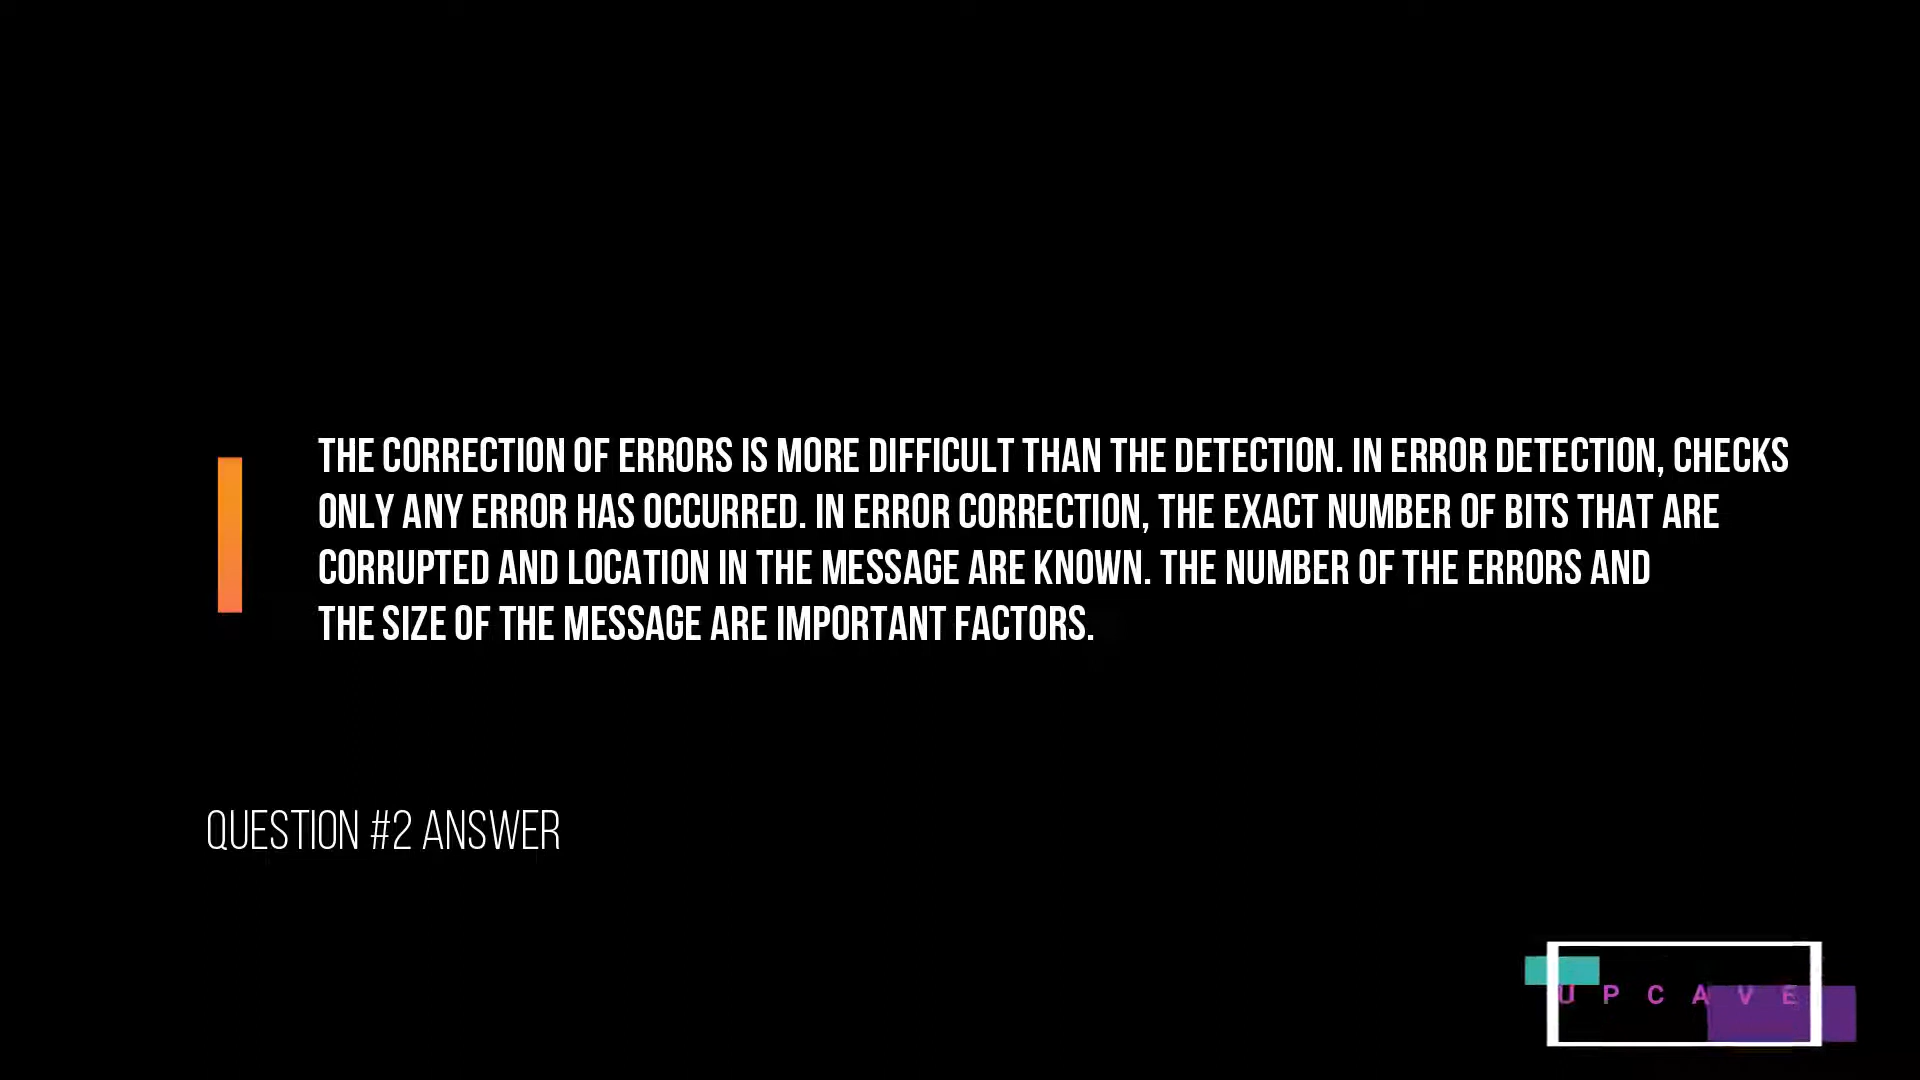 THE CORRECTION OF ERRORS IS MORE DIFFICULT THAN THE DETECTION. IN ERROR DETECTION, CHECKS
ONLY ANY ERROR HAS OCCURRED. IN ERROR CORRECTION, THE EXACT NUMBER OF BITS THAT ARE
CORRUPTED AND LOCATION IN THE MESSAGE ARE KNOWN. THE NUMBER OF THE ERRORS AND
THE SIZE OF THE MESSAGE ARE IMPORTANT FACTORS.
QUESTION #2 ANSWER
UPCAVE